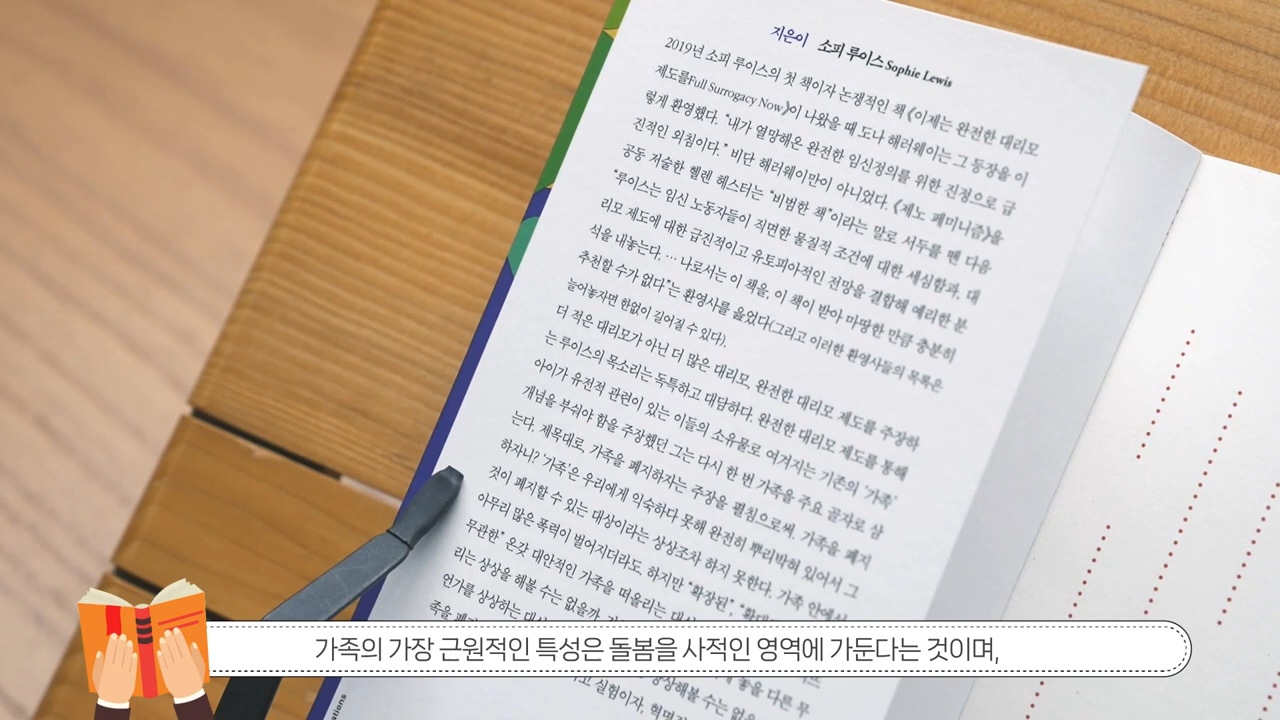 지은이 소피 루이스 Sophie Lewis
2019년 소피 루이스의 첫 책이자 논쟁적인 책 《이제는 완전한 대리모
제도를Full Surrogacy Now》이 나왔을 때 도나 해러웨이는 그 등장을 이
렇게 환영했다. “내가 열망해온 완전한 임신정의를 위한 진정으로 급
진적인 외침이다.” 비단 해러웨이만이 아니었다. 《제노 페미니즘》을
공동 저술한 헬렌 헤스터는 “비범한 책”이라는 말로 서두를 뗀 다음
“루이스는 임신 노동자들이 직면한 물질적 조건에 대한 세심함과, 대
리모 제도에 대한 급진적이고 유토피아적인 전망을 결합해 예리한 분
석을 내놓는다. … 나로서는 이 책을, 이 책이 받아 마땅한 만큼 충분히
추천할 수가 없다”는 환영사를 읊었다(그리고 이러한 환영사들의 목록은
늘어놓자면 한없이 길어질 수 있다).
더 적은 대리모가 아닌 더 많은 대리모, 완전한 대리모 제도를 주장하
는 루이스의 목소리는 독특하고 대담하다. 완전한 대리모 제도를 통해
아이가 유전적 관련이 있는 이들의 소유물로 여겨지는 기존의 ‘가족’
개념을 부숴야 함을 주장했던 그는 다시 한 번 가족을 주요 골자로 삼
는다. 제목대로, 가족을 폐지하자는 주장을 펼침으로써. 가족을 폐지
하자니? ‘가족’은 우리에게 익숙하다 못해 완전히 뿌리박혀 있어서 그
것이 폐지할 수 있는 대상이라는 상상조차 하지 못한다. 가족 안에서
아무리 많은 폭력이 벌어지더라도. 하지만 “확장된”,
무관한” 온갖 대안적인 가족을 떠올리는
리는 상상을 해볼 수는 없을까.
언가를 상상하는
족을
놓을 다른 무
상상해볼 수는
실험이자, 혁명
가족의 가장 근원적인 특성은 돌봄을 사적인 영역에 가둔다는 것이며,